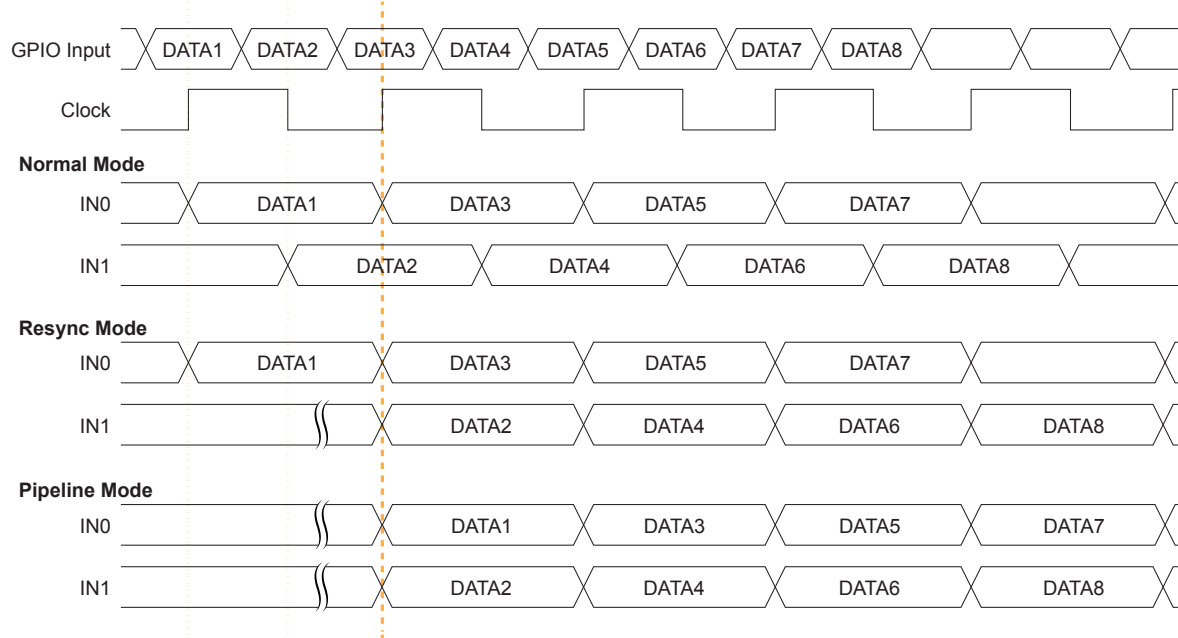 GPIO Input DATA1 DATA2 DATA3 DATA4 DATA5 DATA6 DATA7 DATA8
Clock
Normal Mode
IN0 DATA1 DATA3 DATA5 DATA7
IN1 DATA2 DATA4 DATA6 DATA8
Resync Mode
IN0 DATA1 DATA3 DATA5 DATA7
IN1 DATA2 DATA4 DATA6 DATA8
Pipeline Mode
IN0 DATA1 DATA3 DATA5 DATA7
IN1 DATA2 DATA4 DATA6 DATA8